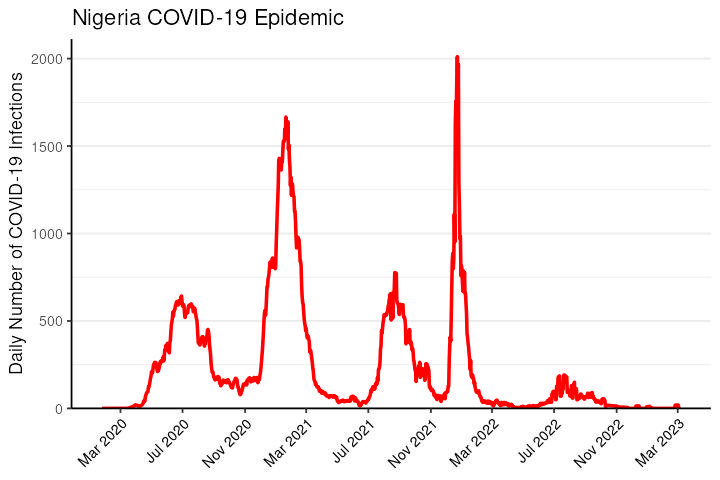 Nigeria COVID-19 Epidemic
Daily Number of COVID-19 Infections
2000
1500
1000
500
0
Mar 2020
Jul 2020
Nov 2020
Mar 2021
Jul 2021
Nov 2021
Mar 2022
Jul 2022
Nov 2022
Mar 2023